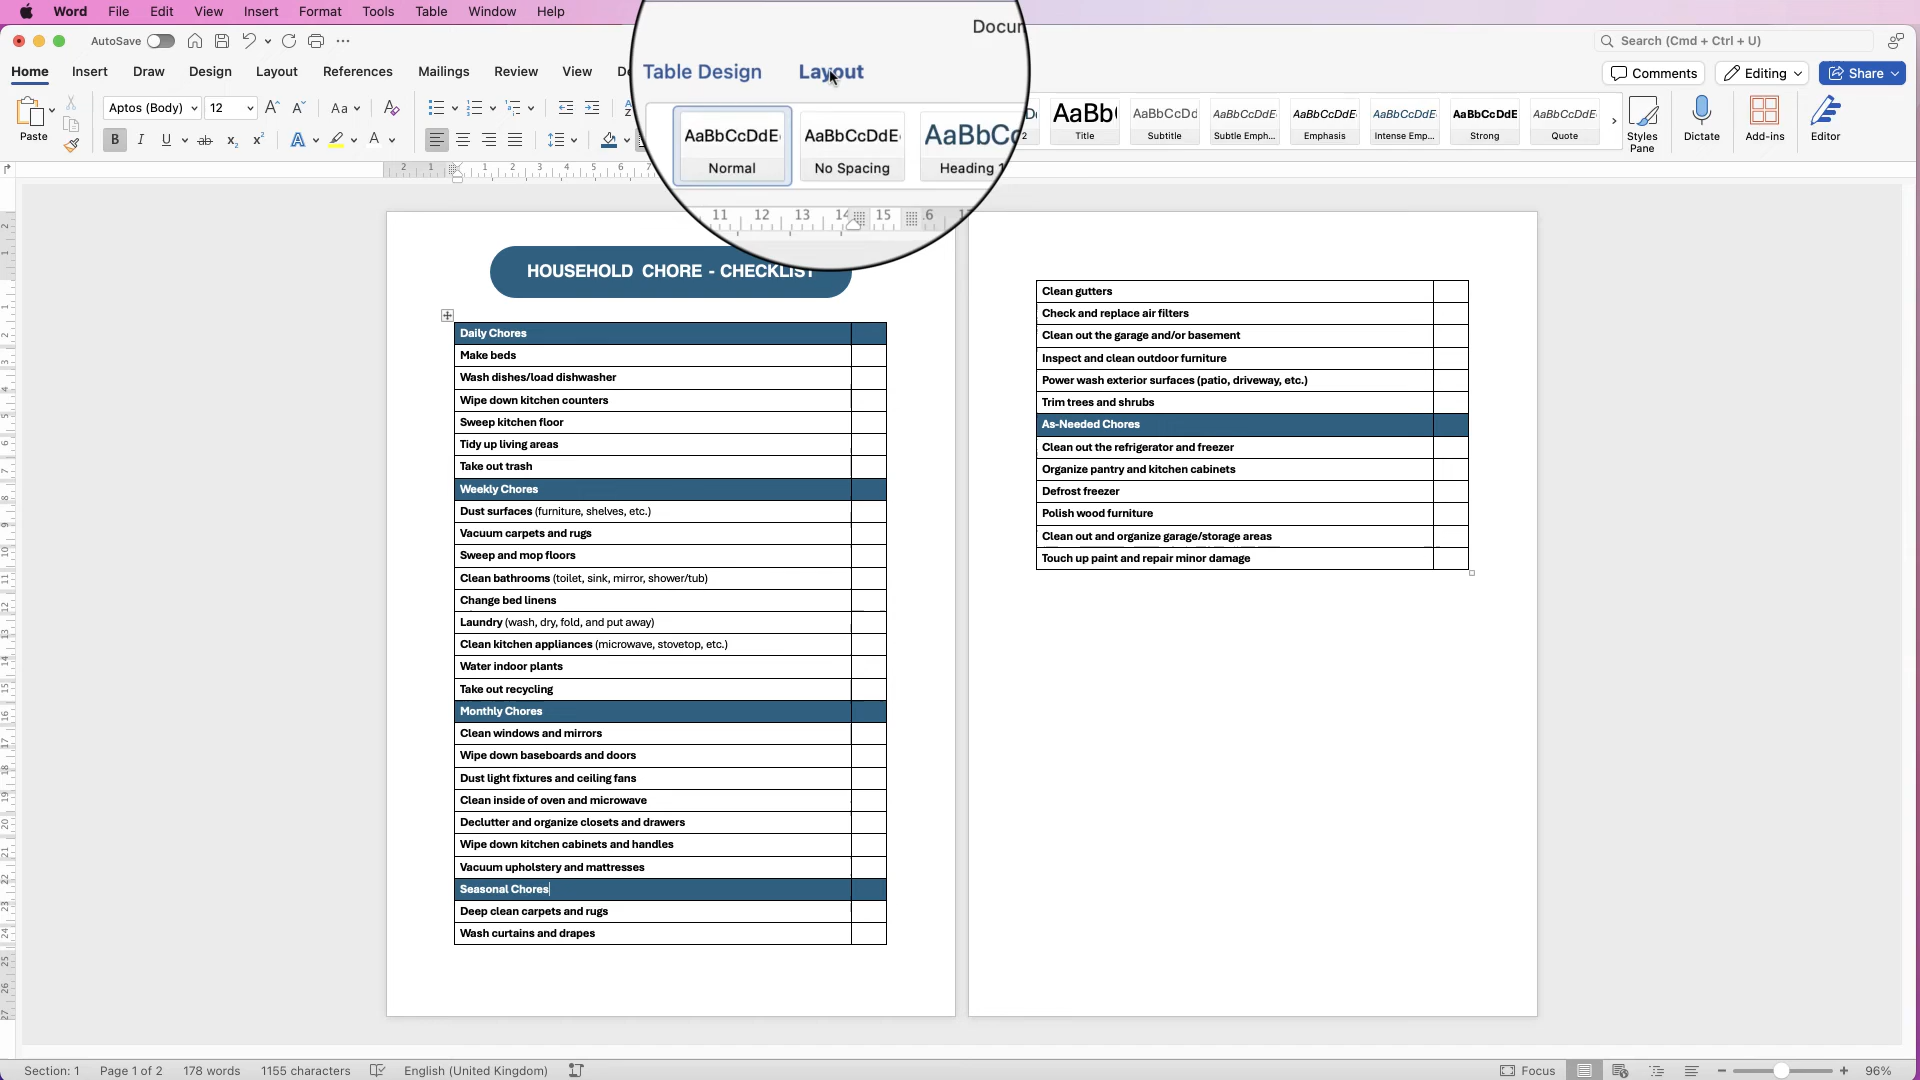 Word File Edit View Insert Format Tools Table Window Help
AutoSave
Docum
Search (Cmd + Ctrl + U)
Home Insert Draw Design Layout References Mailings Review View Table Design Layout
Comments Editing Share
Paste
Aptos (Body) 12
AaBbCcDdE Normal
AaBbCcDdE No Spacing
AaBbCc Heading 1
AaBb( Title
AaBbCcDd Subtitle
AaBbCcDdE Subtle Emph...
AaBbCcDdE Emphasis
AaBbCcDdE Intense Emp...
AaBbCcDdE Strong
AaBbCcDdE Quote
Styles Pane
Dictate
Add-ins
Editor
HOUSEHOLD CHORE - CHECKLIST
Daily Chores
Make beds
Wash dishes/load dishwasher
Wipe down kitchen counters
Sweep kitchen floor
Tidy up living areas
Take out trash
Weekly Chores
Dust surfaces (furniture, shelves, etc.)
Vacuum carpets and rugs
Sweep and mop floors
Clean bathrooms (toilet, sink, mirror, shower/tub)
Change bed linens
Laundry (wash, dry, fold, and put away)
Clean kitchen appliances (microwave, stovetop, etc.)
Water indoor plants
Take out recycling
Monthly Chores
Clean windows and mirrors
Wipe down baseboards and doors
Dust light fixtures and ceiling fans
Clean inside of oven and microwave
Declutter and organize closets and drawers
Wipe down kitchen cabinets and handles
Vacuum upholstery and mattresses
Seasonal Chores
Deep clean carpets and rugs
Wash curtains and drapes
Clean gutters
Check and replace air filters
Clean out the garage and/or basement
Inspect and clean outdoor furniture
Power wash exterior surfaces (patio, driveway, etc.)
Trim trees and shrubs
As-Needed Chores
Clean out the refrigerator and freezer
Organize pantry and kitchen cabinets
Defrost freezer
Polish wood furniture
Clean out and organize garage/storage areas
Touch up paint and repair minor damage
Section: 1 Page 1 of 2 178 words 1155 characters English (United Kingdom) Focus 96%